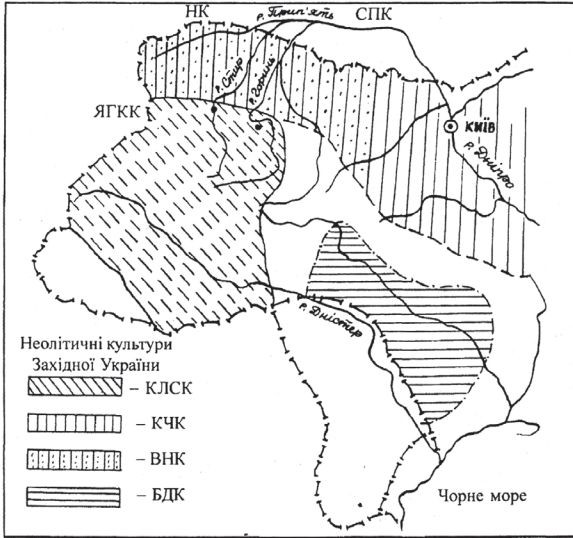 НК
р. Прип'ять
СПК
р. Стир
р. Горинь
ЯГКК
КИЇВ
р. Дніпро
р. Дністер
Неолітичні культури
Західної України
– КЛСК
– КЧК
– ВНК
– БДК
Чорне море